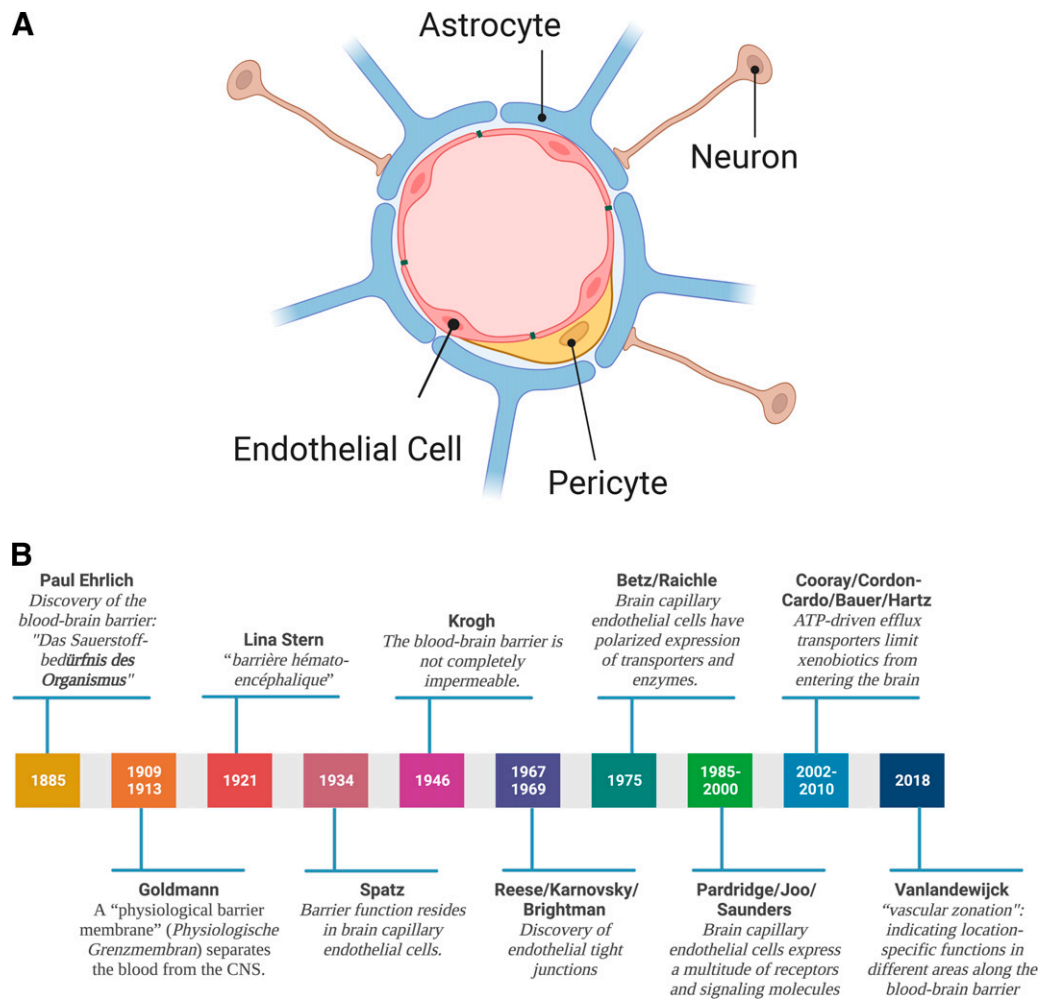 A
Astrocyte
Neuron
Endothelial Cell
Pericyte
B
Paul Ehrlich
Discovery of the
blood-brain barrier:
"Das Sauerstoff-
bedürfnis des
Organismus"
Lina Stern
“barrière hémato-
encéphalique”
Krogh
The blood-brain barrier is
not completely
impermeable.
Betz/Raichle
Brain capillary
endothelial cells have
polarized expression
of transporters and
enzymes.
Cooray/Cordon-
Cardo/Bauer/Hartz
ATP-driven efflux
transporters limit
xenobiotics from
entering the brain
1885
1909
1913
1921
1934
1946
1967
1969
1975
1985-
2000
2002-
2010
2018
Goldmann
A “physiological barrier
membrane” (Physiologische
Grenzmembran) separates
the blood from the CNS.
Spatz
Barrier function resides
in brain capillary
endothelial cells.
Reese/Karnovsky/
Brightman
Discovery of
endothelial tight
junctions
Pardridge/Joo/
Saunders
Brain capillary
endothelial cells express
a multitude of receptors
and signaling molecules
Vanlandewijck
"vascular zonation":
indicating location-
specific functions in
different areas along the
blood-brain barrier